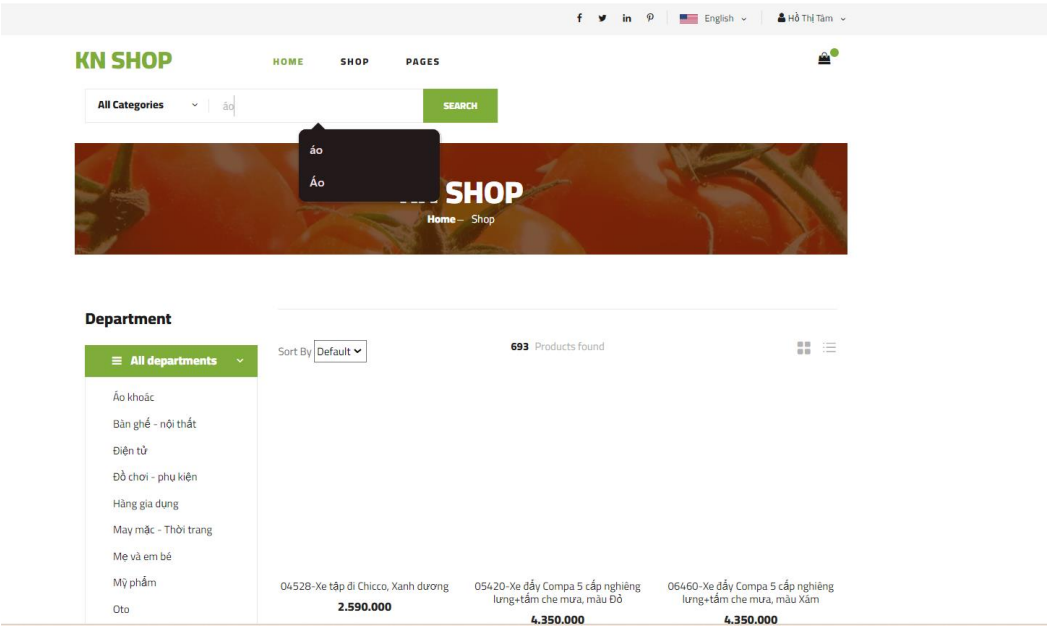 English
Hồ Thị Tâm
KN SHOP
HOME SHOP PAGES
All Categories
áo
SEARCH
áo
Áo
SHOP
Home – Shop
Department
All departments
Sort By Default
693 Products found
Áo khoác
Bàn ghế - nội thất
Điện tử
Đồ chơi - phụ kiện
Hàng gia dụng
May mặc - Thời trang
Mẹ và em bé
Mỹ phẩm
Oto
04528-Xe tập đi Chicco, Xanh dương
2.590.000
05420-Xe đẩy Compa 5 cấp nghiêng
lưng+tấm che mưa, màu Đỏ
4.350.000
06460-Xe đẩy Compa 5 cấp nghiêng
lưng+tấm che mưa, màu Xám
4.350.000